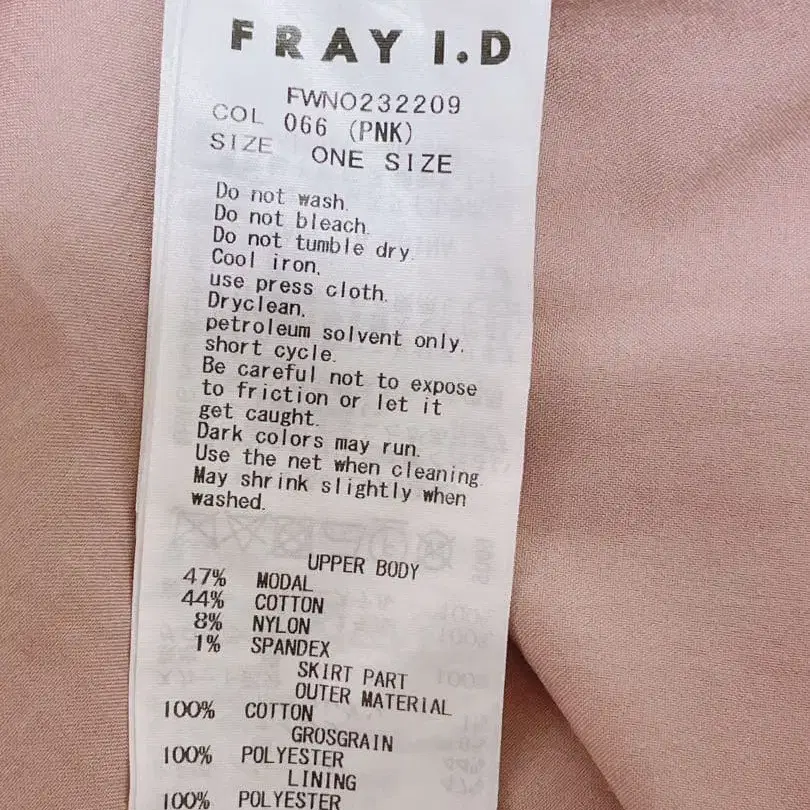 FRAY I.D
FWNO232209
COL 066 (PNK)
SIZE ONE SIZE
Do not wash.
Do not bleach.
Do not tumble dry.
Cool iron,
use press cloth.
Dryclean,
petroleum solvent only,
short cycle.
Be careful not to expose
to friction or let it
get caught.
Dark colors may run.
Use the net when cleaning.
May shrink slightly when
washed.
UPPER BODY
47% MODAL
44% COTTON
8% NYLON
1% SPANDEX
SKIRT PART
OUTER MATERIAL
100% COTTON
GROSGRAIN
100% POLYESTER
LINING
100% POLYESTER